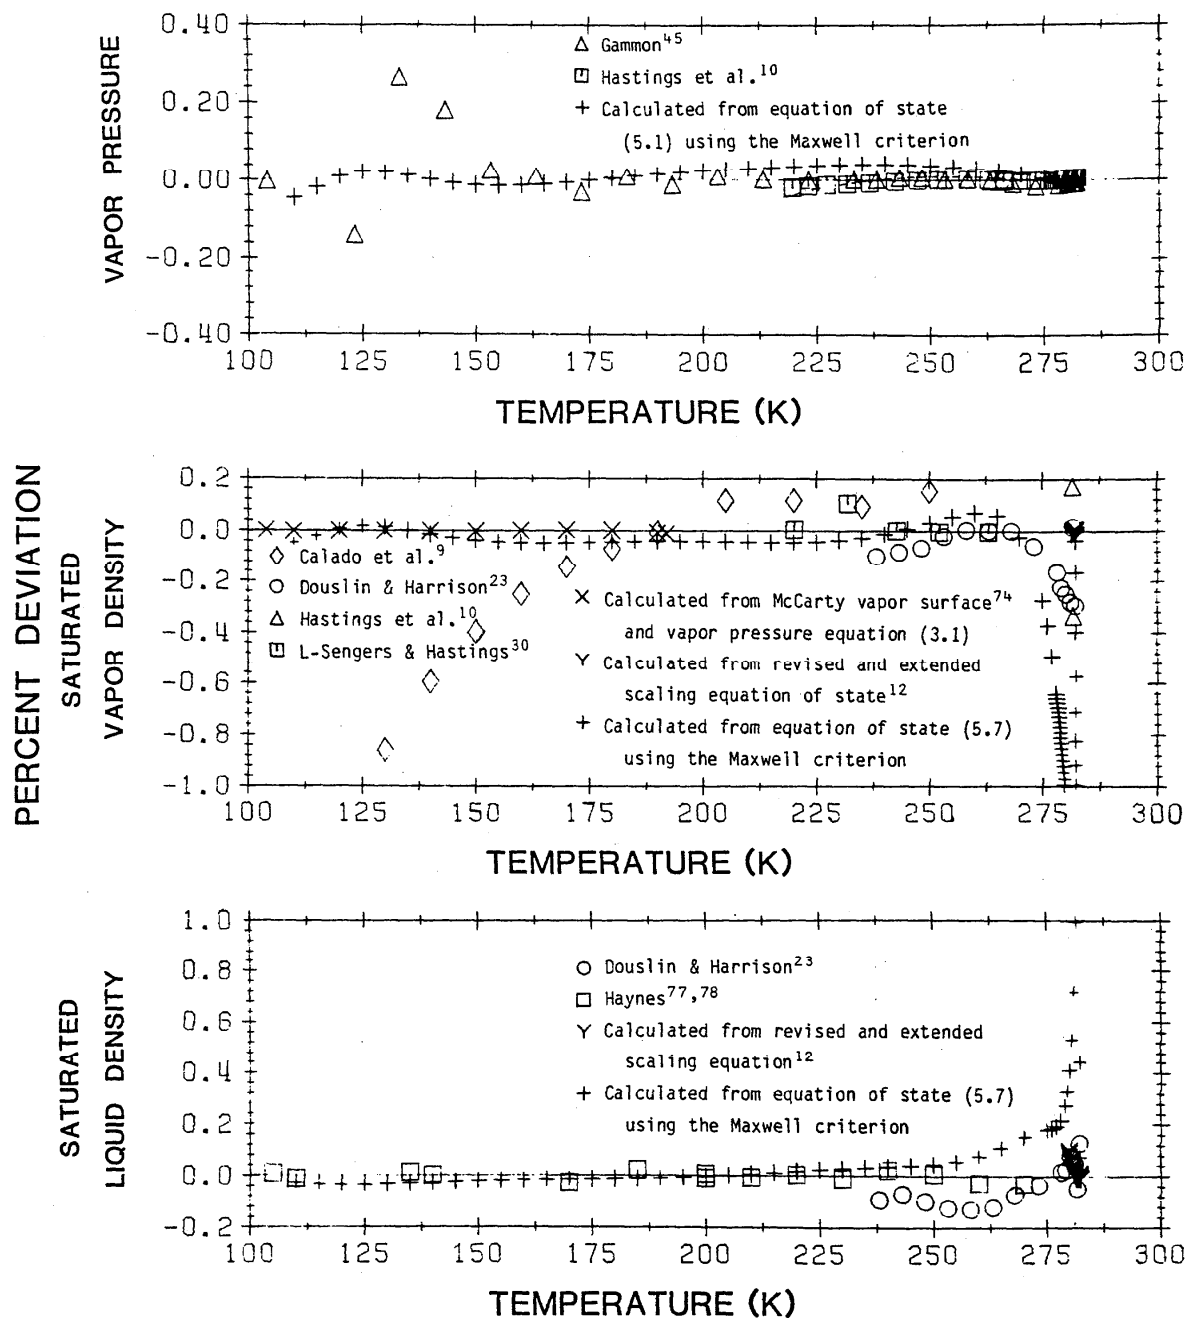 PERCENT DEVIATION
VAPOR PRESSURE
0.40
0.20
0.00
-0.20
-0.40
Gammon45
Hastings et al.10
Calculated from equation of state
(5.1) using the Maxwell criterion
100 125 150 175 200 225 250 275 300
TEMPERATURE (K)
SATURATED
VAPOR DENSITY
0.2
0.0
-0.2
-0.4
-0.6
-0.8
-1.0
Calado et al.9
Douslin & Harrison23
Hastings et al.10
L-Sengers & Hastings30
Calculated from McCarty vapor surface74
and vapor pressure equation (3.1)
Calculated from revised and extended
scaling equation of state12
Calculated from equation of state (5.7)
using the Maxwell criterion
100 125 150 175 200 225 250 275 300
TEMPERATURE (K)
SATURATED
LIQUID DENSITY
1.0
0.8
0.6
0.4
0.2
0.0
-0.2
Douslin & Harrison23
Haynes77,78
Calculated from revised and extended
scaling equation12
Calculated from equation of state (5.7)
using the Maxwell criterion
100 125 150 175 200 225 250 275 300
TEMPERATURE (K)